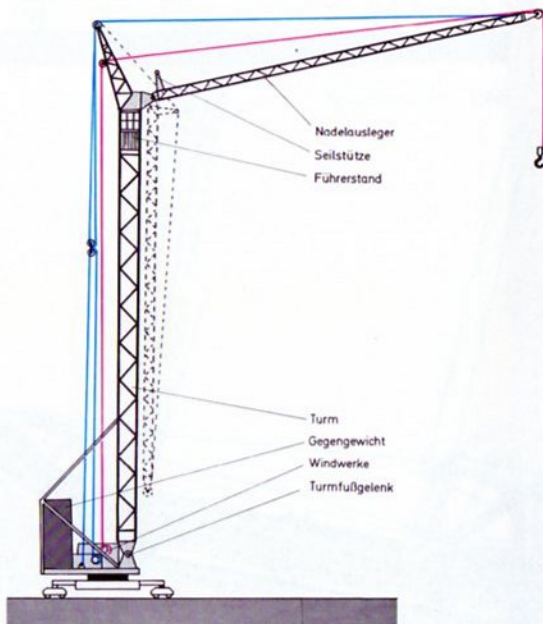 Nadelausleger
Seilstütze
Führerstand
Turm
Gegengewicht
Windwerke
Turmfußgelenk